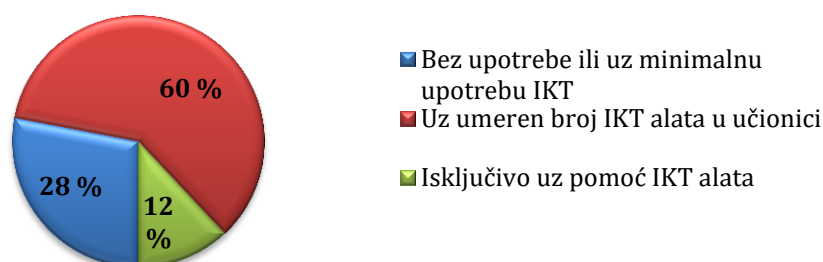 60 %
28 %
12
%
Bez upotrebe ili uz minimalnu
upotrebu IKT
Uz umeren broj IKT alata u učionici
Isključivo uz pomoć IKT alata